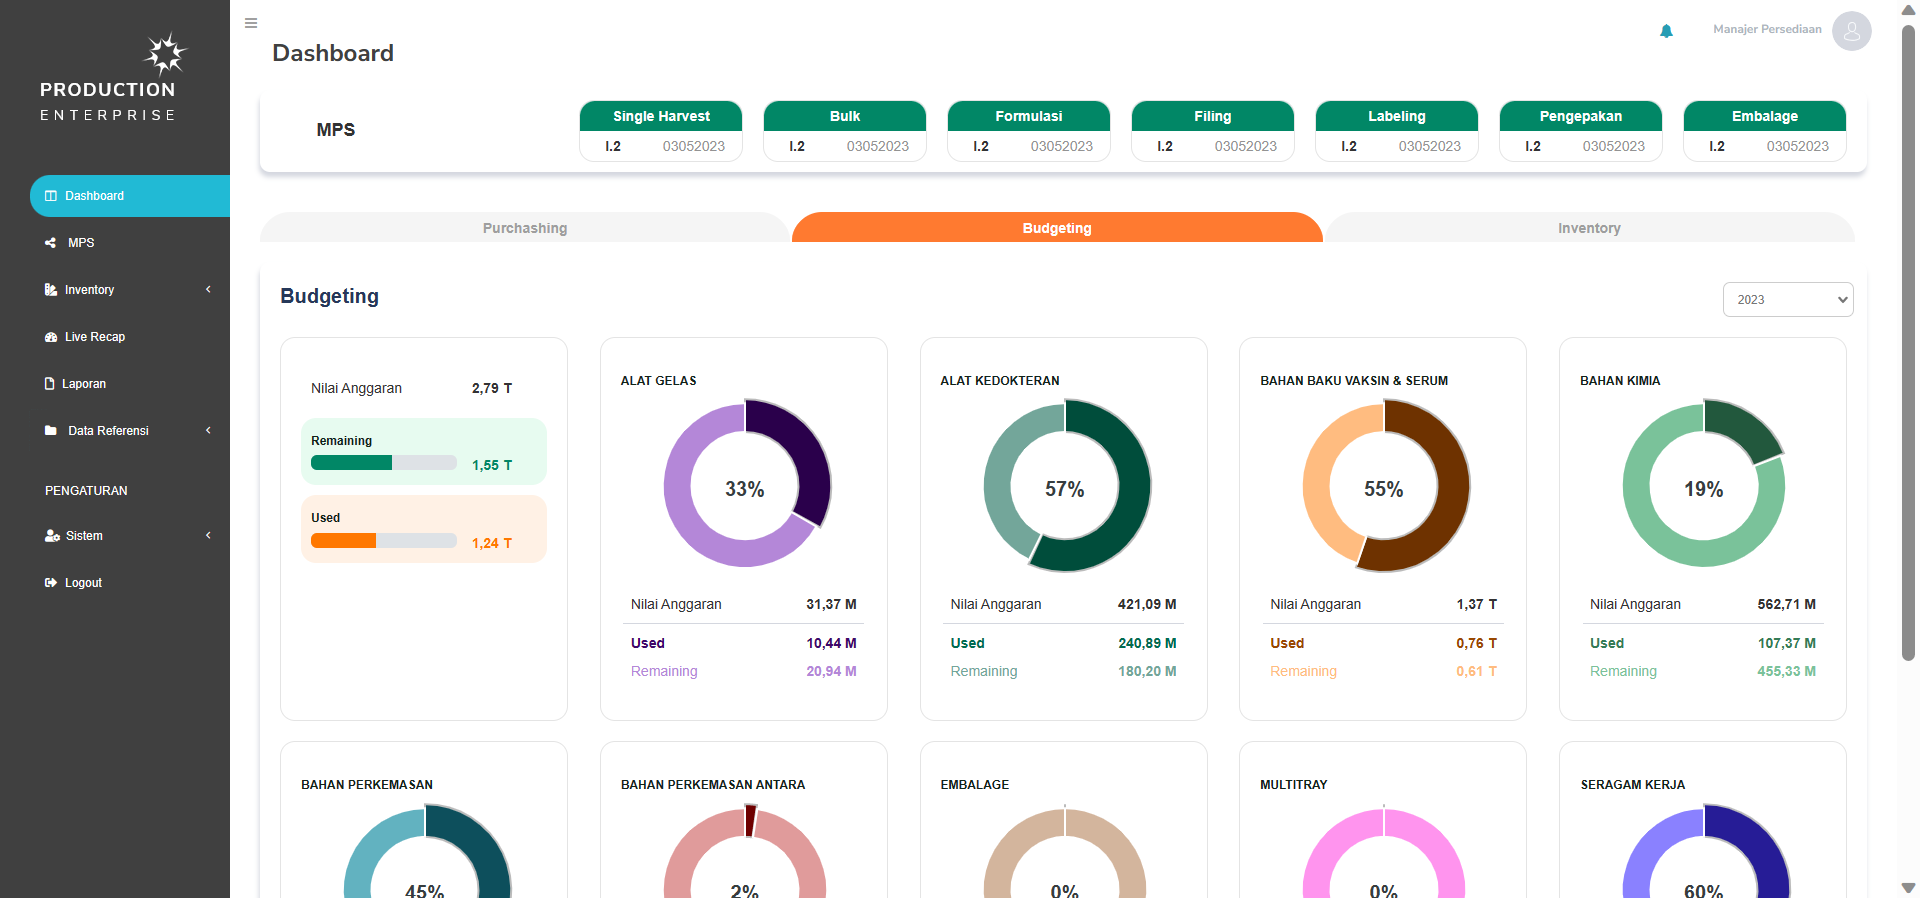 PRODUCTION
ENTERPRISE
Dashboard
MPS
Inventory
Live Recap
Laporan
Data Referensi
PENGATURAN
Sistem
Logout
Manajer Persediaan
Dashboard
MPS
Single Harvest
I.2 03052023
Bulk
I.2 03052023
Formulasi
I.2 03052023
Filing
I.2 03052023
Labeling
I.2 03052023
Pengepakan
I.2 03052023
Embalage
I.2 03052023
Purchashing
Budgeting
Inventory
Budgeting
2023
Nilai Anggaran 2,79 T
Remaining
1,55 T
Used
1,24 T
ALAT GELAS
33%
Nilai Anggaran 31,37 M
Used 10,44 M
Remaining 20,94 M
ALAT KEDOKTERAN
57%
Nilai Anggaran 421,09 M
Used 240,89 M
Remaining 180,20 M
BAHAN BAKU VAKSIN & SERUM
55%
Nilai Anggaran 1,37 T
Used 0,76 T
Remaining 0,61 T
BAHAN KIMIA
19%
Nilai Anggaran 562,71 M
Used 107,37 M
Remaining 455,33 M
BAHAN PERKEMASAN
45%
BAHAN PERKEMASAN ANTARA
2%
EMBALAGE
0%
MULTITRAY
0%
SERAGAM KERJA
60%